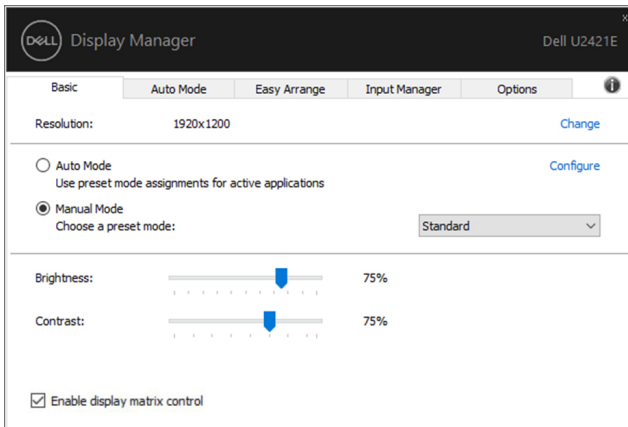 DELL Display Manager
Dell U2421E
Basic Auto Mode Easy Arrange Input Manager Options
Resolution: 1920x1200 Change
Auto Mode Configure
Use preset mode assignments for active applications
Manual Mode
Choose a preset mode: Standard
Brightness: 75%
Contrast: 75%
Enable display matrix control